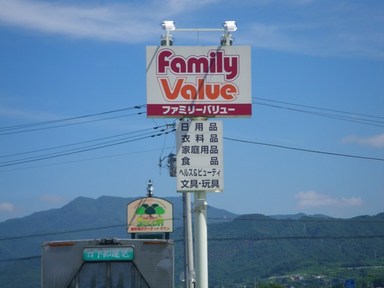 Family
Value
ファミリーバリュー
日用品
衣料品
家庭用品
食品
ヘルス&ビューティ
文具・玩具